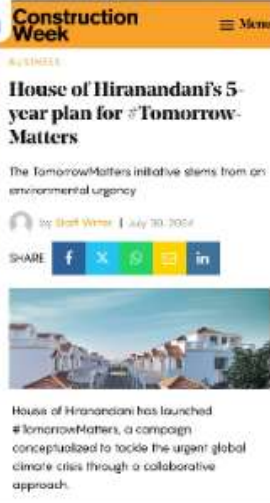 Construction
Week
Menu
BUSINESS
House of Hiranandani's 5-
year plan for #Tomorrow-
Matters
The TomorrowMatters initiative stems from an
environmental urgency
by Staff Writer | July 30, 2024
SHARE
House of Hiranandani has launched
#TomorrowMatters, a campaign
conceptualized to tackle the urgent global
climate crisis through a collaborative
approach.